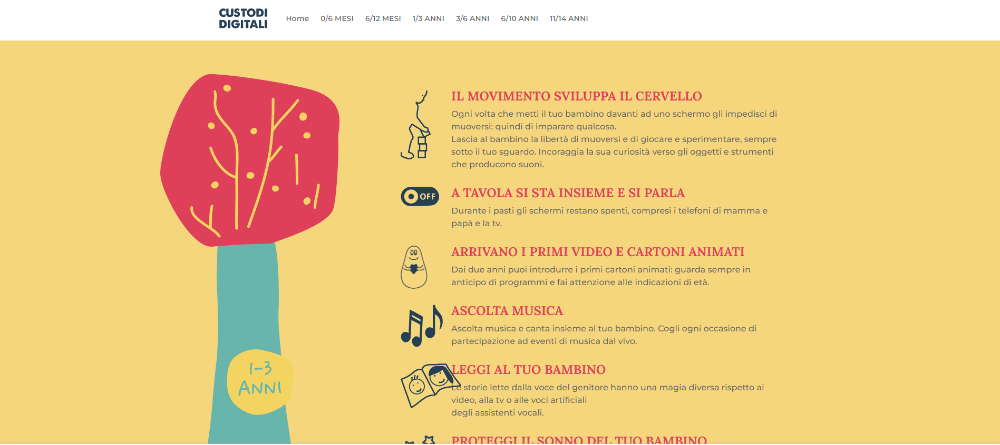 CUSTODI
DIGITALI
Home 0/6 MESI 6/12 MESI 1/3 ANNI 3/6 ANNI 6/10 ANNI 11/14 ANNI
IL MOVIMENTO SVILUPPA IL CERVELLO
Ogni volta che metti il tuo bambino davanti ad uno schermo gli impedisci di
muoversi: quindi di imparare qualcosa.
Lascia al bambino la libertà di muoversi e di giocare e sperimentare, sempre
sotto il tuo sguardo. Incoraggia la sua curiosità verso gli oggetti e strumenti
che producono suoni.
OFF
A TAVOLA SI STA INSIEME E SI PARLA
Durante i pasti gli schermi restano spenti, compresi i telefoni di mamma e
papà e la tv.
ARRIVANO I PRIMI VIDEO E CARTONI ANIMATI
Dai due anni puoi introdurre i primi cartoni animati: guarda sempre in
anticipo di programmi e fai attenzione alle indicazioni di età.
ASCOLTA MUSICA
Ascolta musica e canta insieme al tuo bambino. Cogli ogni occasione di
partecipazione ad eventi di musica dal vivo.
LEGGI AL TUO BAMBINO
Le storie lette dalla voce del genitore hanno una magia diversa rispetto ai
video, alla tv o alle voci artificiali
degli assistenti vocali.
PROTEGGI IL SONNO DEL TUO BAMBINO
1-3
ANNI